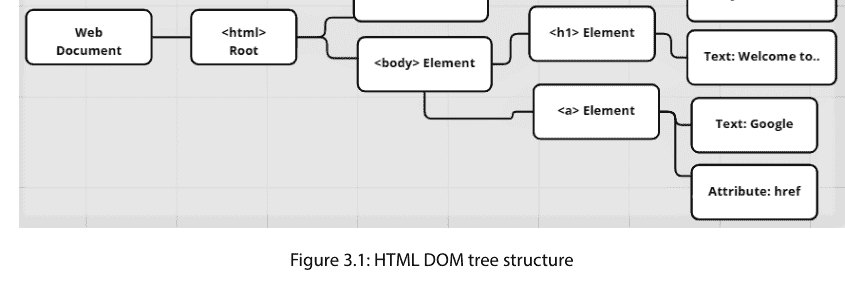 Web
Document
<html>
Root
<body> Element
<h1> Element
Text: Welcome to..
<a> Element
Text: Google
Attribute: href
Figure 3.1: HTML DOM tree structure